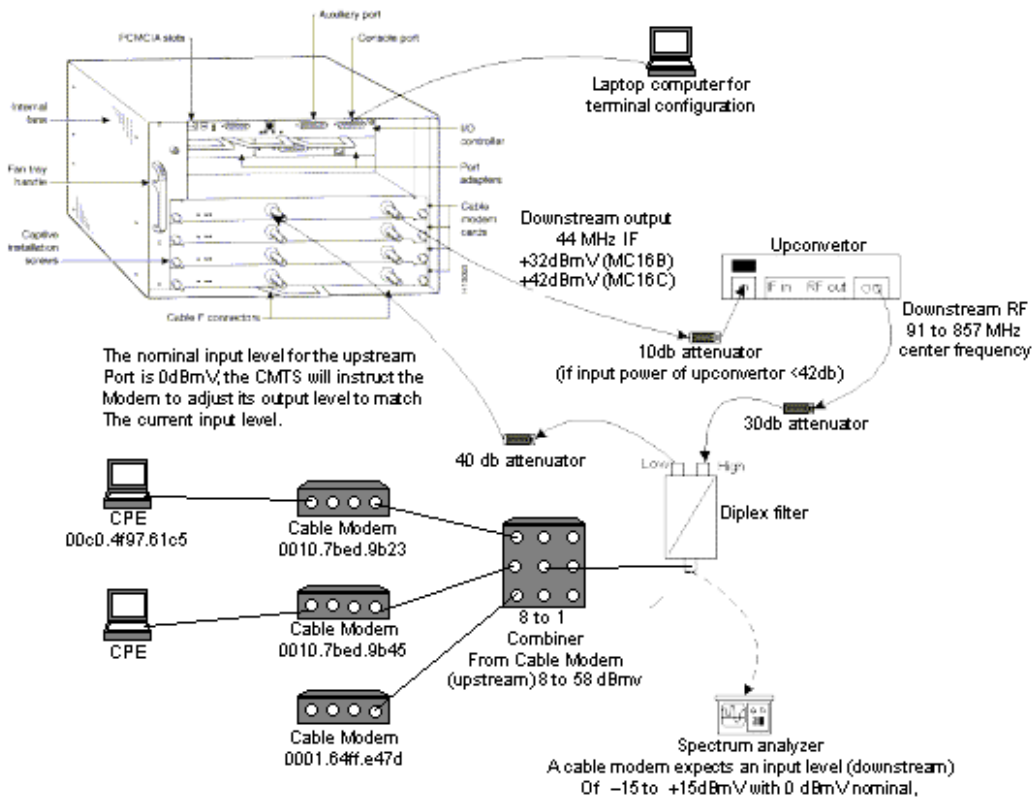 Auxiliary port
PCMCIA slots
Console port
Laptop computer for
terminal configuration
Internal
fans
I/O
controller
Fan tray
handle
Port
adapters
Cable
modem
cards
Captive
installation
screws
Cable F connectors
Downstream output
44 MHz IF
+32dBmV (MC16B)
+42dBmV (MC16C)
Upconvertor
IF in RF out
Downstream RF
91 to 857 MHz
center frequency
10db attenuator
(if input power of upconvertor <42db)
The nominal input level for the upstream
Port is 0dBmV, the CMTS will instruct the
Modem to adjust its output level to match
The current input level.
30db attenuator
40 db attenuator
Low
High
Diplex filter
CPE
00c0.4f97.61c5
Cable Modem
0010.7bed.9b23
CPE
Cable Modem
0010.7bed.9b45
8 to 1
Combiner
From Cable Modem
(upstream) 8 to 58 dBmv
Cable Modem
0001.64ff.e47d
Spectrum analyzer
A cable modem expects an input level (downstream)
Of –15 to +15dBmV with 0 dBmV nominal,